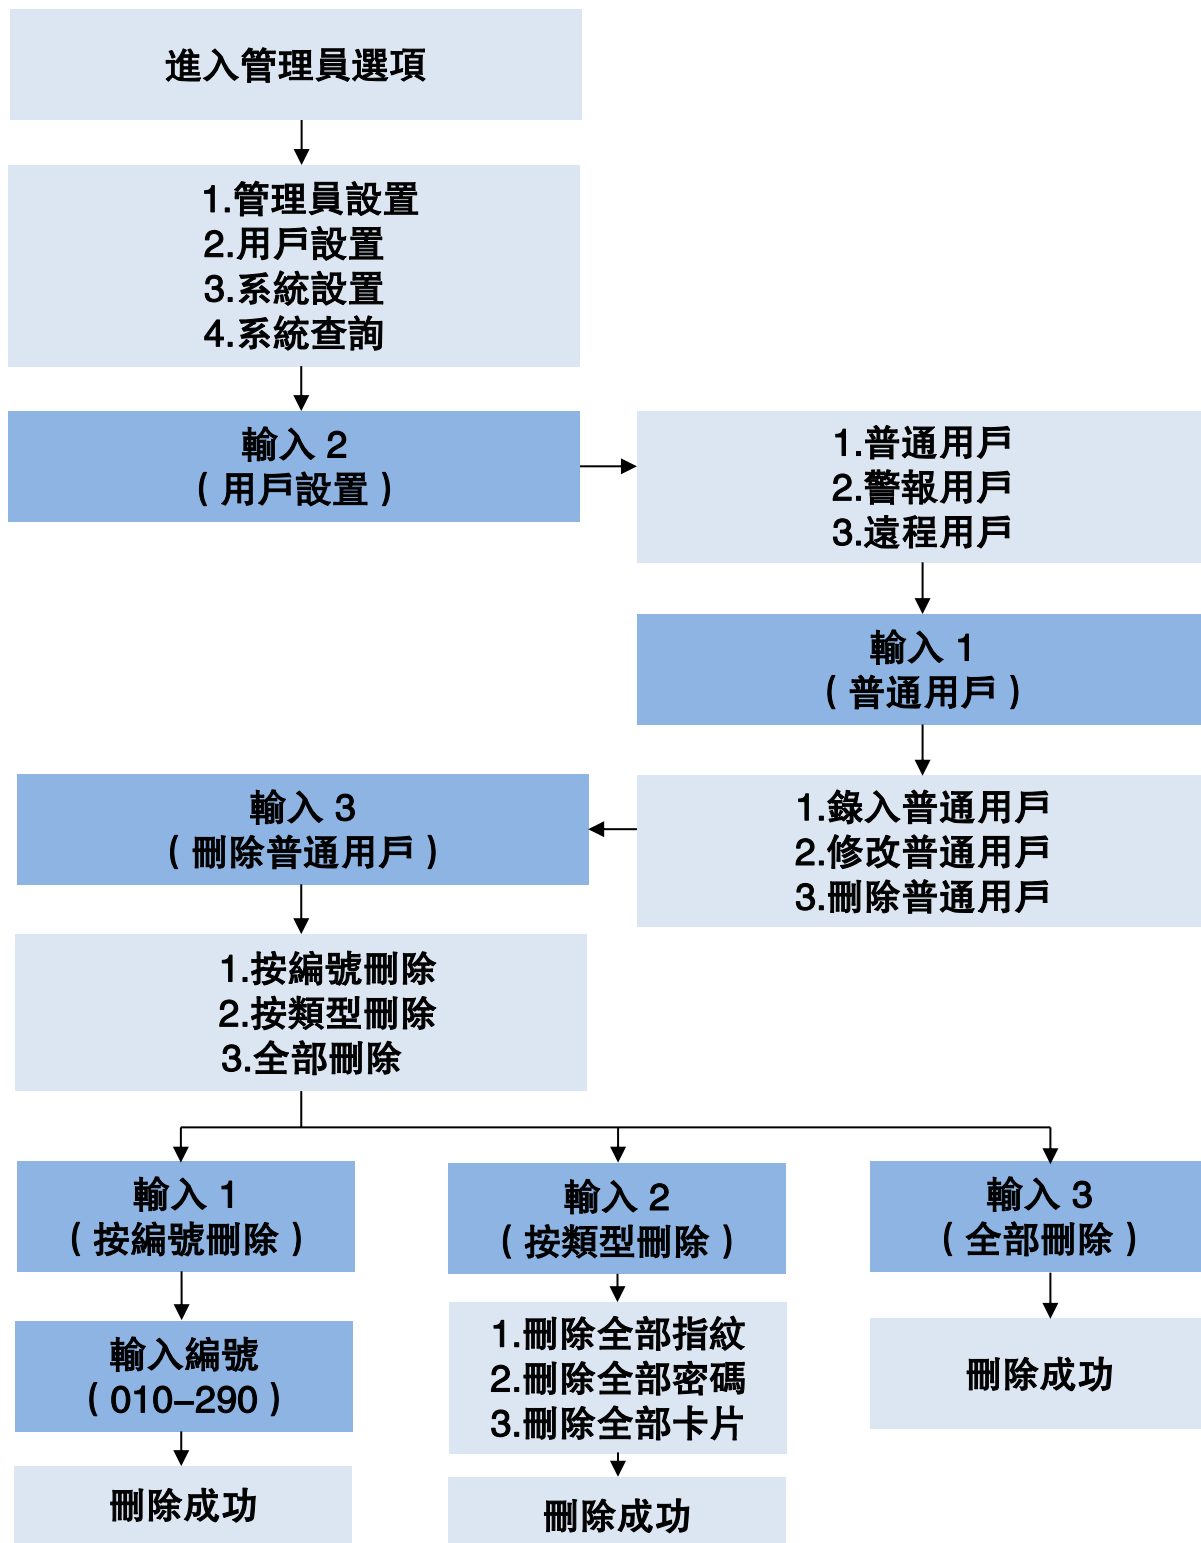 進入管理員選項
1.管理員設置
2.用戶設置
3.系統設置
4.系統查詢
輸入 2
( 用戶設置 )
1.普通用戶
2.警報用戶
3.遠程用戶
輸入 1
( 普通用戶 )
1.錄入普通用戶
2.修改普通用戶
3.刪除普通用戶
輸入 3
( 刪除普通用戶 )
1.按編號刪除
2.按類型刪除
3.全部刪除
輸入 1
( 按編號刪除 )
輸入編號
( 010–290 )
刪除成功
輸入 2
( 按類型刪除 )
1.刪除全部指紋
2.刪除全部密碼
3.刪除全部卡片
刪除成功
輸入 3
( 全部刪除 )
刪除成功